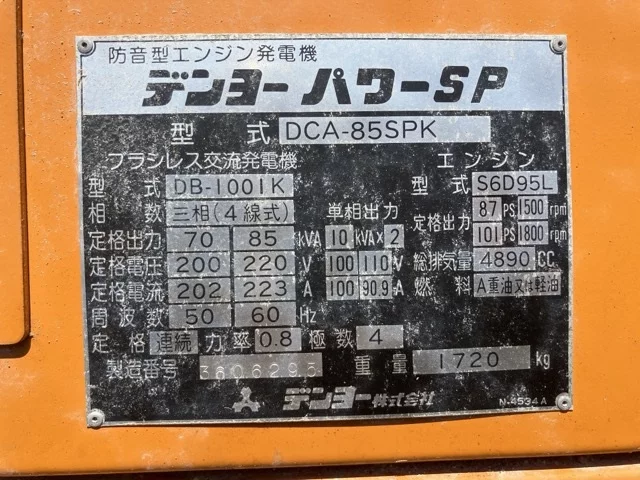 防音型エンジン発電機
デンヨーパワーSP
型式 DCA-85SPK
ブラシレス交流発電機 エンジン
型式 DB-1001K 型式 S6D95L
相数 三相(4線式) 単相出力 定格出力 87 PS 1500 rpm
定格出力 70 85 kVA 10 kVA×2 101 PS 1800 rpm
定格電圧 200 220 V 100 110 V 総排気量 4890 CC
定格電流 202 223 A 100 90.9 A 燃料 A重油又は軽油
周波数 50 60 Hz
定格 連続 力率 0.8 極数 4
製造番号 3606295 重量 1720 kg
デンヨー株式会社 N-4534A